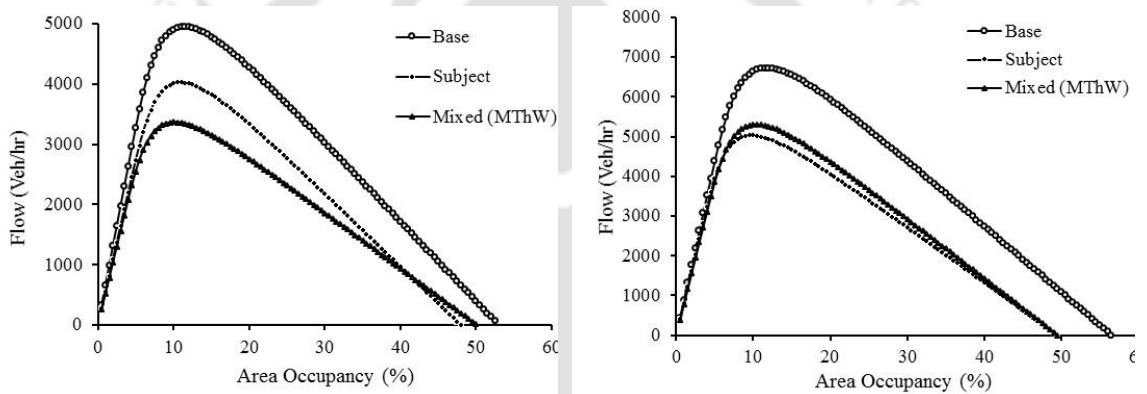 5000
4000
3000
2000
1000
0
Flow (Veh/hr)
Base
Subject
Mixed (MThW)
0 10 20 30 40 50 60
Area Occupancy (%)
8000
7000
6000
5000
4000
3000
2000
1000
0
Flow (Veh/hr)
Base
Subject
Mixed (MThW)
0 10 20 30 40 50
Area Occupancy (%)